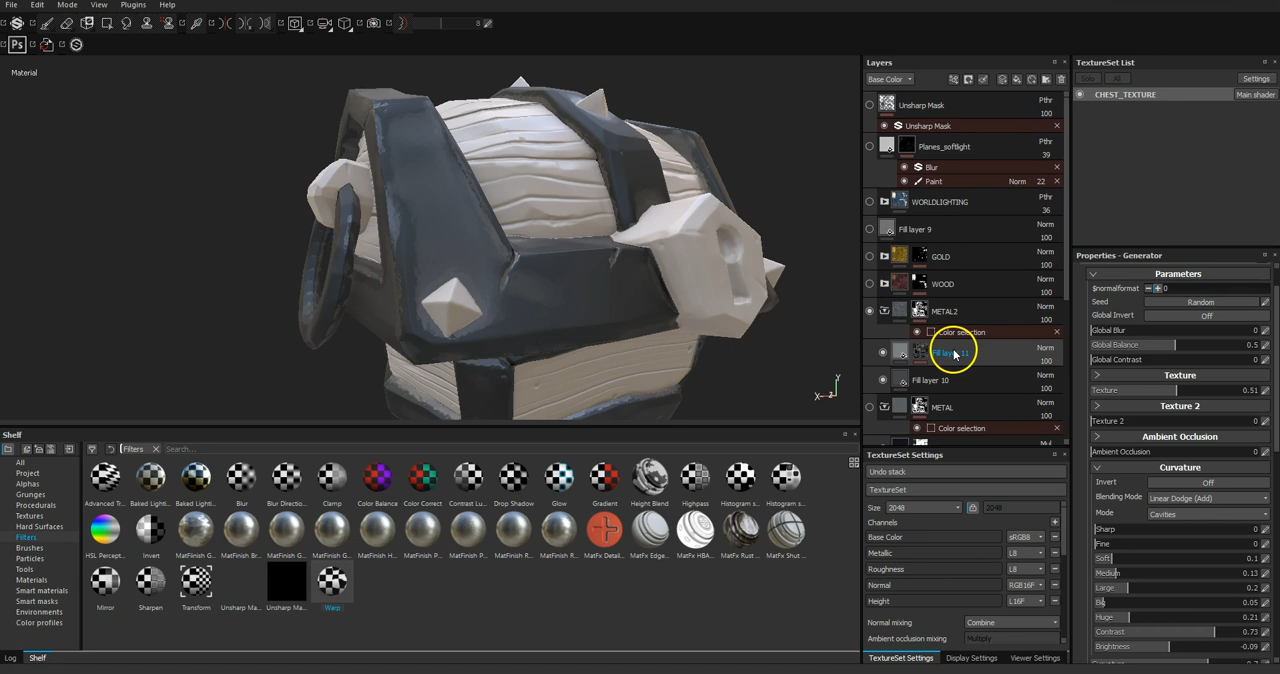 File Edit Mode Window Viewport Plugins Help
8
Ps
Material
Y
X Z
Layers
Base Color
Unsharp Mask Pthr 100
Unsharp Mask
Planes_softlight Pthr 39
Blur
Paint Norm 22
WORLDLIGHTING Pthr 36
Fill layer 9 Norm 100
GOLD Norm 100
WOOD Norm 100
METAL2 Norm 100
Color selection
Fill layer 11 Norm 100
Fill layer 10 Norm 100
METAL Norm 100
Color selection
TextureSet Settings
Undo stack
TextureSet
Size 2048 2048
Channels
Base Color sRGB8
Metallic L8
Roughness L8
Normal RGB16F
Height L16F
Normal mixing Combine
Ambient occlusion mixing Multiply
TextureSet Settings Display Settings Viewer Settings
TextureSet List
Solo All Settings
CHEST_TEXTURE Main shader
Properties - Generator
Parameters
$normalformat 0
Seed Random
Global Invert Off
Global Blur 0
Global Balance 0.5
Global Contrast 0
Texture
Texture 0.51
Texture 2
Texture 2 0
Ambient Occlusion
Ambient Occlusion 0
Curvature
Invert Off
Blending Mode Linear Dodge (Add)
Mode Cavities
Sharp 0
Fine 0
Soft 0.1
Medium 0.13
Large 0.2
Big 0.05
Huge 0.21
Contrast 0.73
Brightness -0.09
Shelf
Filters Search...
All
Project
Alphas
Grunges
Procedurals
Textures
Hard Surfaces
Filters
Brushes
Particles
Tools
Materials
Smart materials
Smart masks
Environments
Color profiles
Advanced Tr... Baked Lighti... Baked Lighti... Blur Blur Directio... Clamp Color Balance Color Correct Contrast Lu... Drop Shadow Glow Gradient Height Blend Highpass Histogram s... Histogram s...
HSL Percept... Invert MatFinish G... MatFinish Br... MatFinish G... MatFinish H... MatFinish P... MatFinish P... MatFinish R... MatFinish R... MatFx Detail... MatFx Edge... MatFx HBA... MatFx Rust ... MatFx Shut ...
Mirror Sharpen Transform Unsharp Ma... Unsharp Ma... Warp
Log Shelf